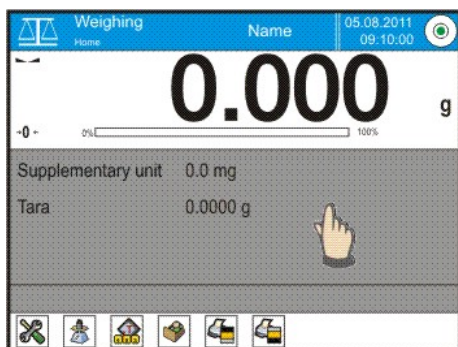 Weighing
Home
Name
05.08.2011
09:10:00
0.000 g
→0←
0% 100%
Supplementary unit 0.0 mg
Tara 0.0000 g